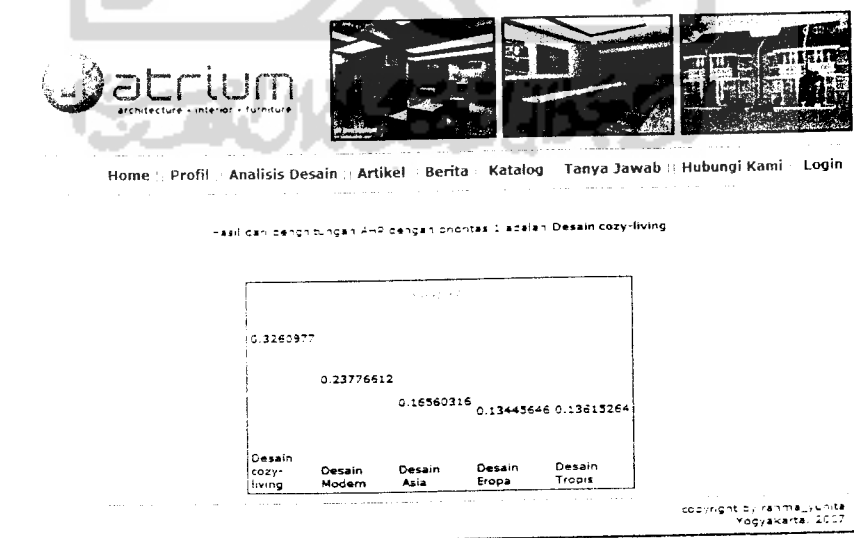 atrium
architecture • interior • furniture
Home :: Profil :: Analisis Desain :: Artikel :: Berita :: Katalog Tanya Jawab :: Hubungi Kami :: Login
Hasil dari penghitungan AHP dengan prioritas 1 adalah Desain cozy-living
0.3260977
0.23776612
0.16560316
0.13445646 0.13615264
Desain cozy-living
Desain Modern
Desain Asia
Desain Eropa
Desain Tropis
copyright by rahma_yunita
Yogyakarta, 2007